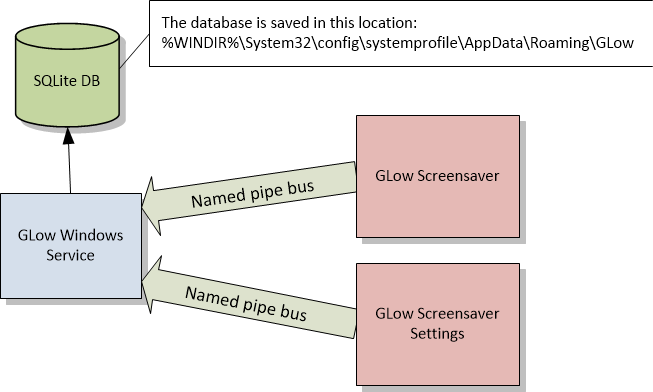 The database is saved in this location:
%WINDIR%\System32\config\systemprofile\AppData\Roaming\GLow
SQLite DB
GLow Screensaver
Named pipe bus
GLow Windows
Service
Named pipe bus
GLow Screensaver
Settings